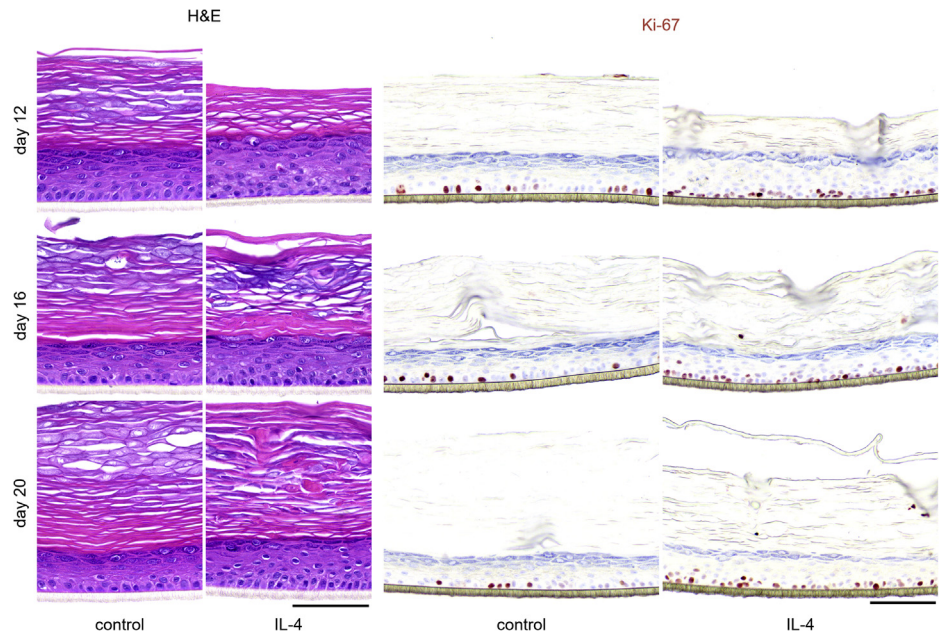 H&E
Ki-67
day 12
day 16
day 20
control
IL-4
control
IL-4